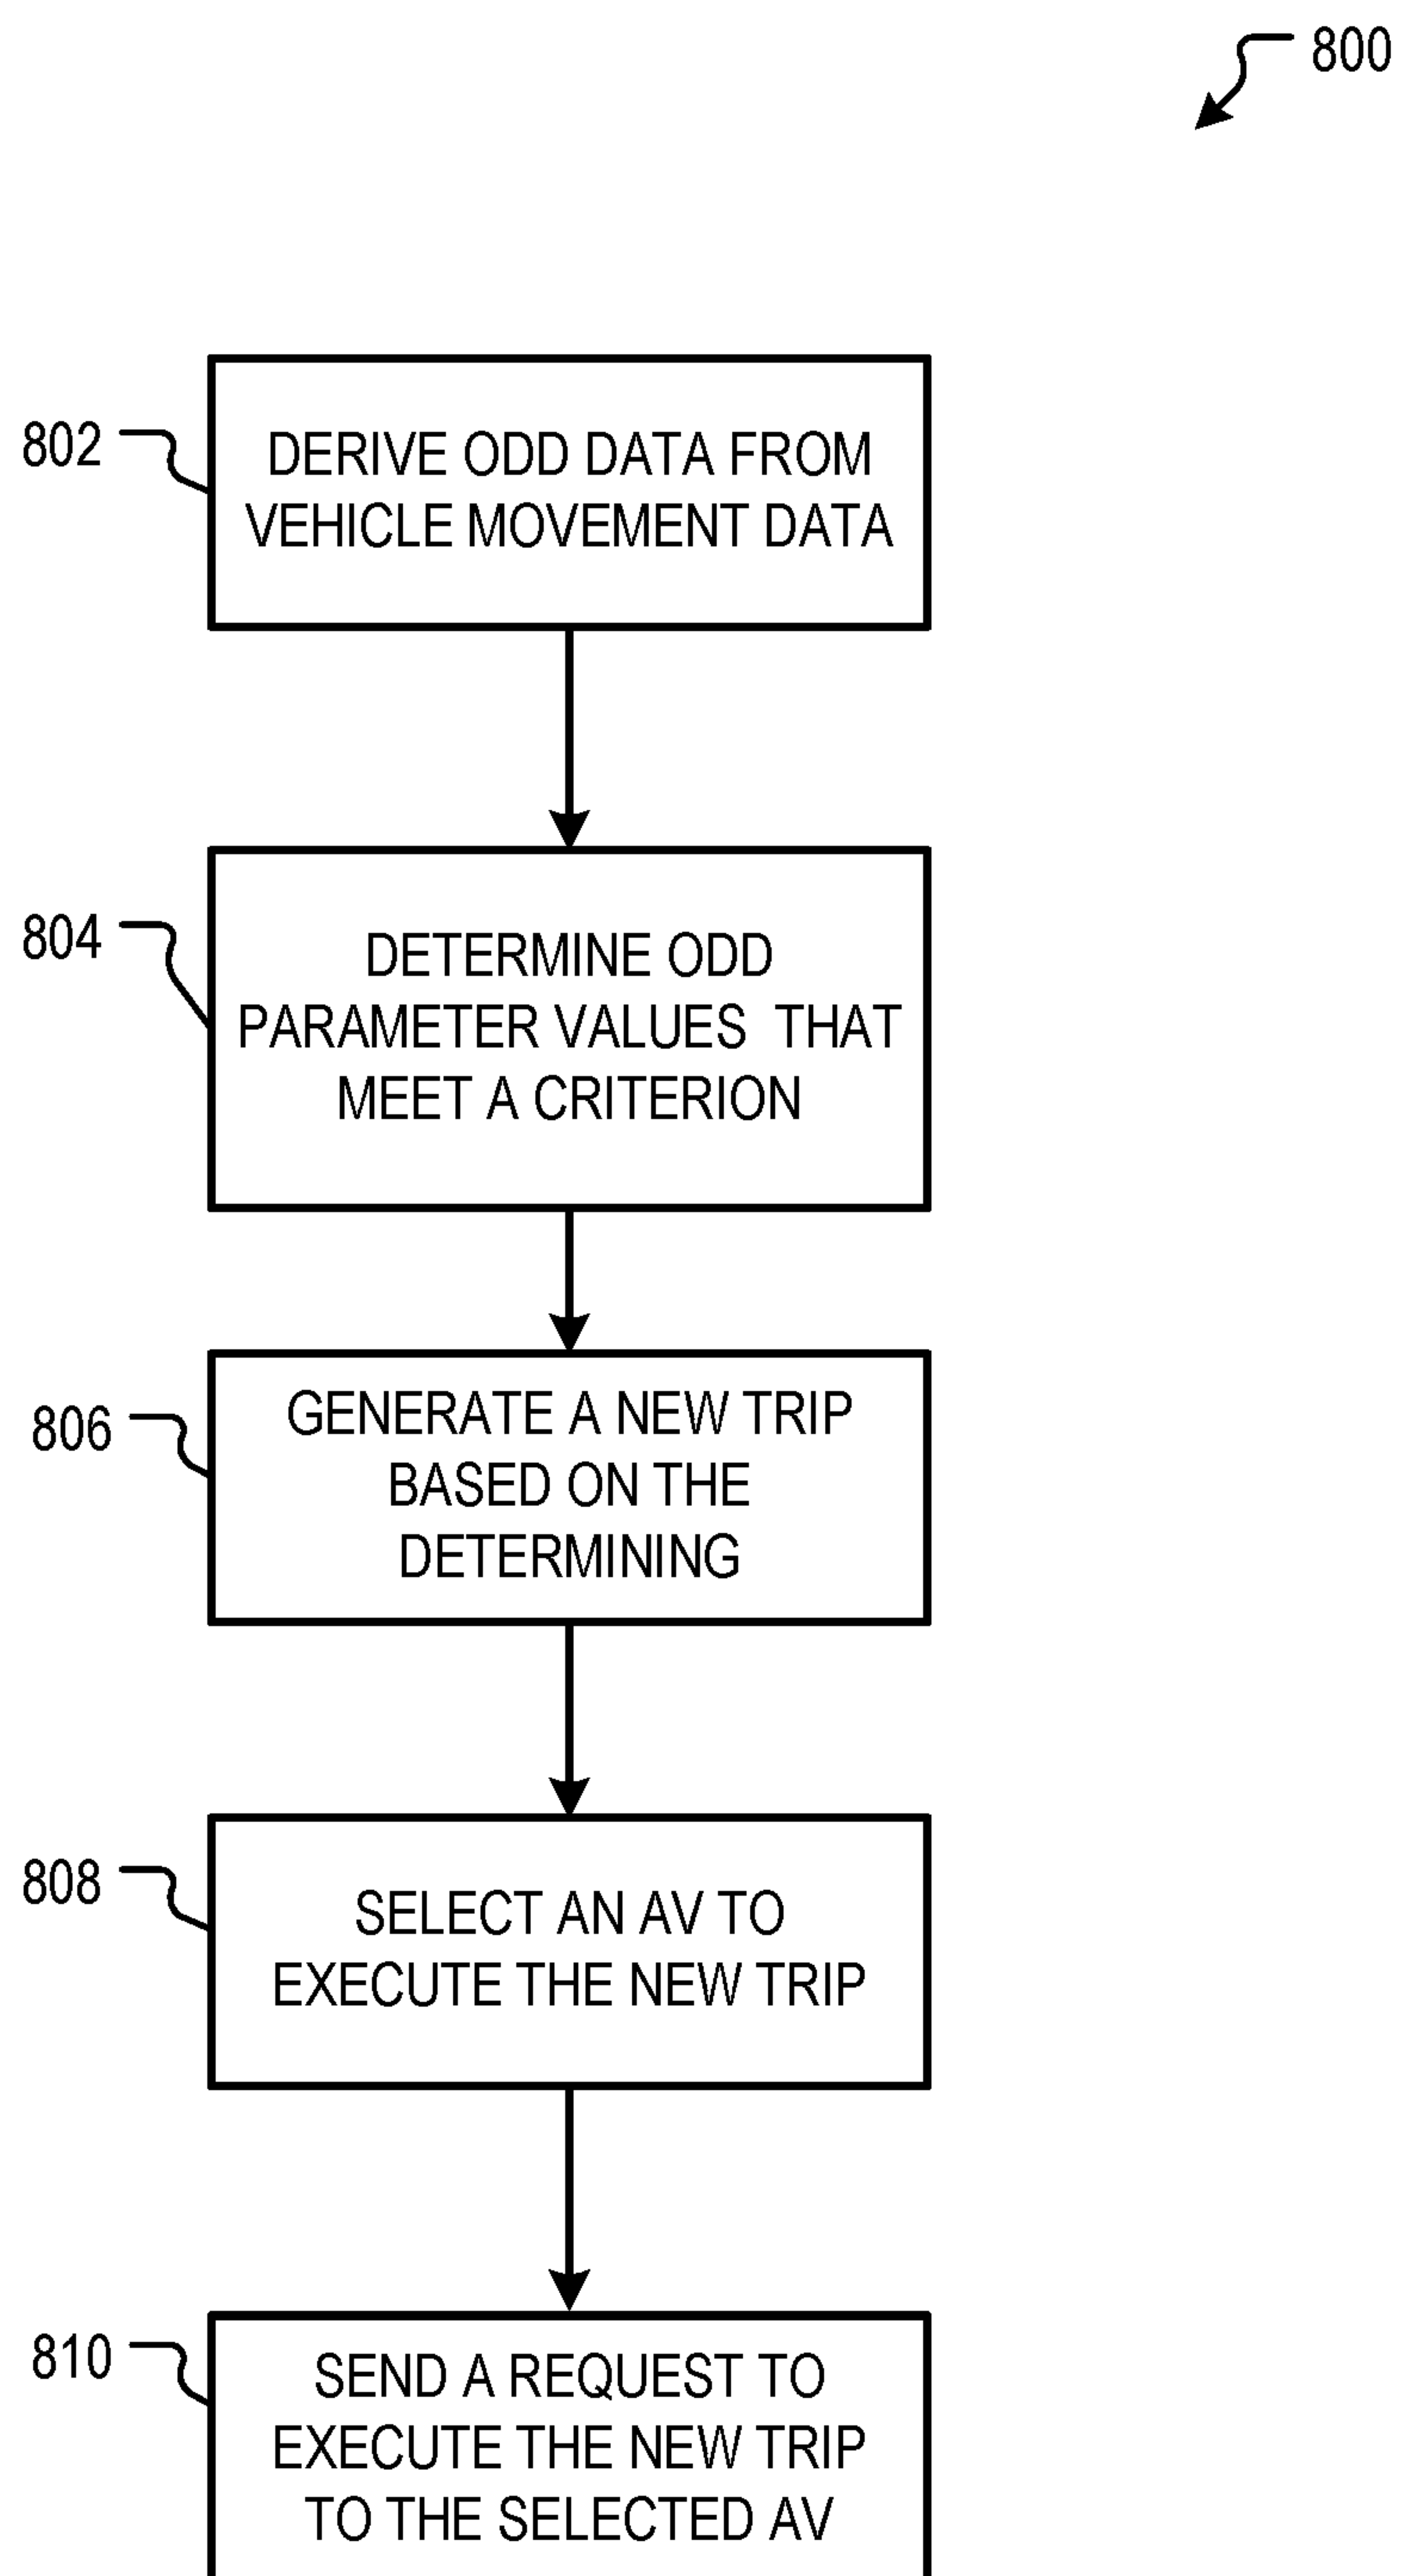 800
802
DERIVE ODD DATA FROM
VEHICLE MOVEMENT DATA
804
DETERMINE ODD
PARAMETER VALUES THAT
MEET A CRITERION
806
GENERATE A NEW TRIP
BASED ON THE
DETERMINING
808
SELECT AN AV TO
EXECUTE THE NEW TRIP
810
SEND A REQUEST TO
EXECUTE THE NEW TRIP
TO THE SELECTED AV